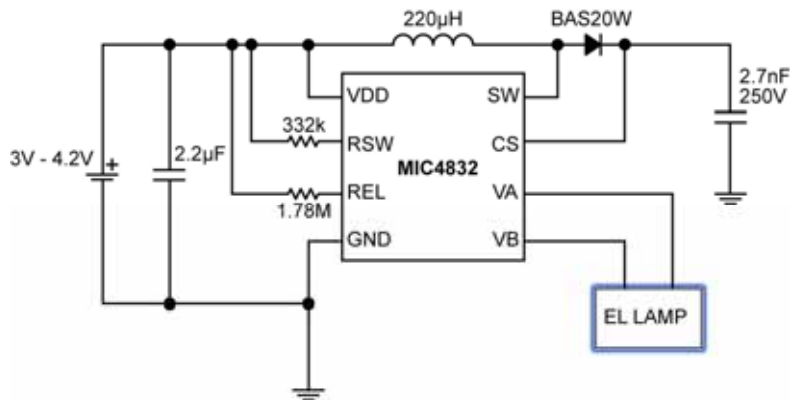 220µH
BAS20W
2.7nF
250V
VDD
SW
332k
3V - 4.2V
+
2.2µF
RSW
CS
MIC4832
REL
VA
1.78M
GND
VB
EL LAMP